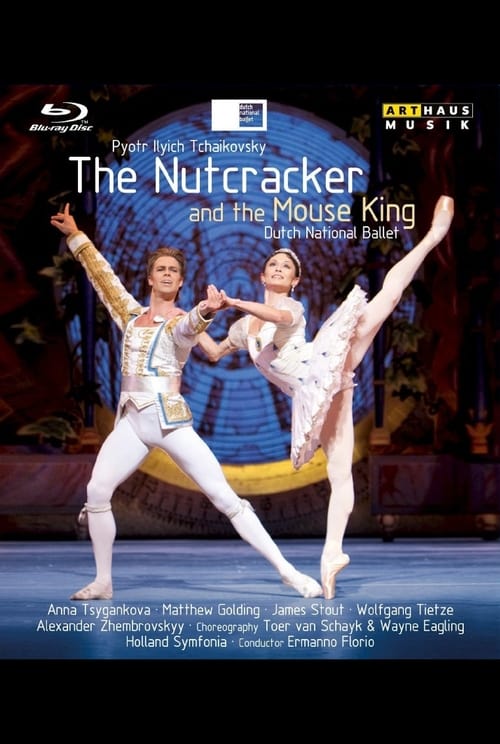 Blu-ray Disc
dutch
national
ballet
ARTHAUS
MUSIK
Pyotr Ilyich Tchaikovsky
The Nutcracker
and the Mouse King
Dutch National Ballet
Anna Tsygankova · Matthew Golding · James Stout · Wolfgang Tietze
Alexander Zhembrovskyy · Choreography Toer van Schayk & Wayne Eagling
Holland Symfonia · Conductor Ermanno Florio